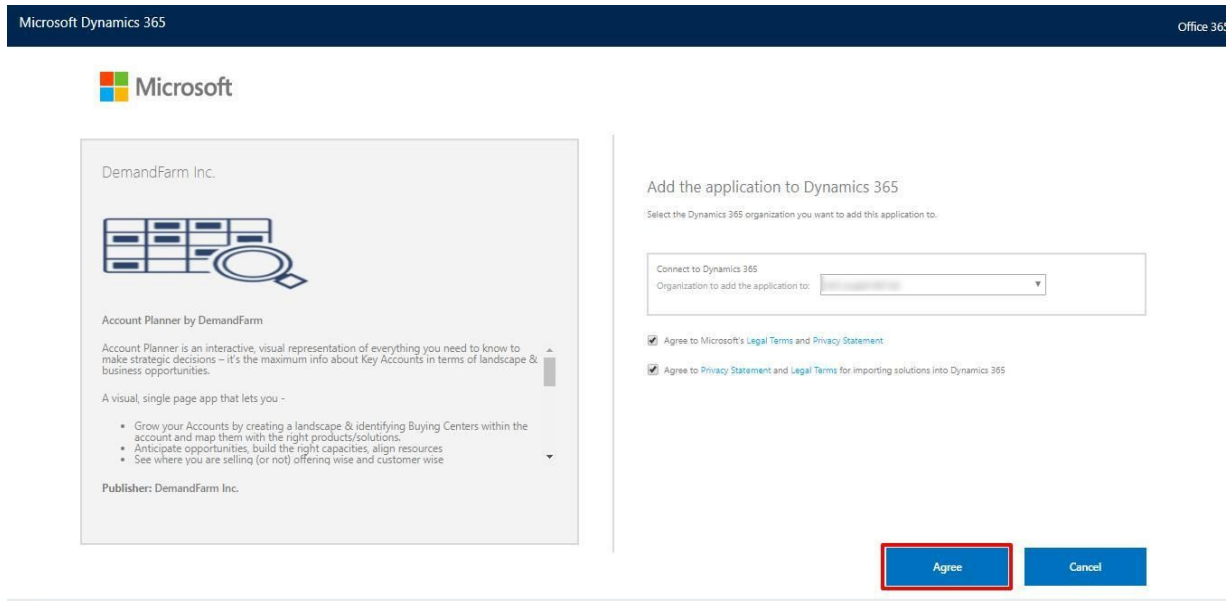 Microsoft Dynamics 365
Office 365
Microsoft
DemandFarm Inc.
Account Planner by DemandFarm
Account Planner is an interactive, visual representation of everything you need to know to
make strategic decisions – it's the maximum info about Key Accounts in terms of landscape &
business opportunities.
A visual, single page app that lets you -
• Grow your Accounts by creating a landscape & identifying Buying Centers within the
account and map them with the right products/solutions.
• Anticipate opportunities, build the right capacities, align resources
• See where you are selling (or not) offering wise and customer wise
Publisher: DemandFarm Inc.
Add the application to Dynamics 365
Select the Dynamics 365 organization you want to add this application to.
Connect to Dynamics 365
Organization to add the application to:
Agree to Microsoft's Legal Terms and Privacy Statement
Agree to Privacy Statement and Legal Terms for importing solutions into Dynamics 365
Agree
Cancel